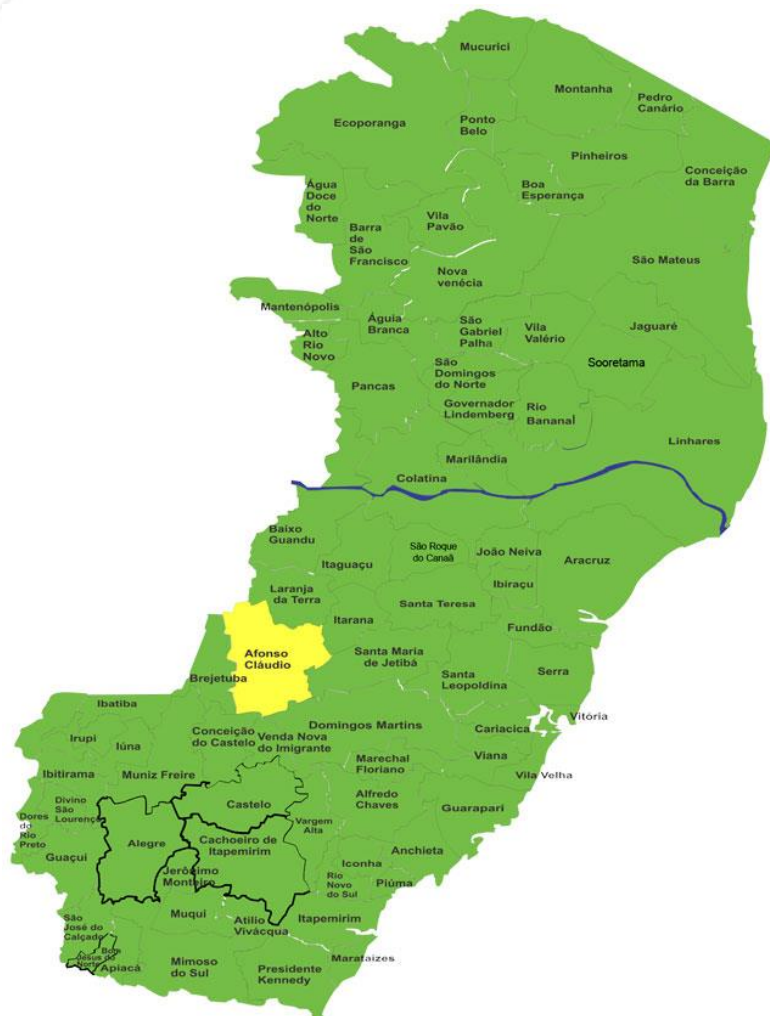 Mucurici
Montanha
Pedro
Canário
Ecoporanga
Ponto
Belo
Pinheiros
Conceição
da Barra
Água
Doce
do
Norte
Boa
Esperança
Vila
Pavão
Barra
de
São
Francisco
São Mateus
Nova
venécia
Mantenópolis
Águia
Branca
São
Gabriel
Palha
Vila
Valério
Jaguaré
Alto
Rio
Novo
Sooretama
São
Domingos
do Norte
Pancas
Governador
Lindemberg
Rio
Bananal
Linhares
Marilândia
Colatina
Baixo
Guandu
São Roque
do Canaã
João Neiva
Aracruz
Itaguaçu
Ibiraçu
Laranja
da Terra
Santa Teresa
Itarana
Fundão
Afonso
Cláudio
Santa Maria
de Jetibá
Serra
Santa
Leopoldina
Brejetuba
Ibatiba
Vitória
Domingos Martins
Cariacica
Conceição
do Castelo
Venda Nova
do Imigrante
Irupi
Iúna
Viana
Marechal
Floriano
Ibitirama
Muniz Freire
Vila Velha
Alfredo
Chaves
Castelo
Guarapari
Divino
São
Lourenço
Dores
do
Rio
Preto
Vargem
Alta
Alegre
Cachoeiro de
Itapemirim
Anchieta
Guaçui
Iconha
Jerônimo
Monteiro
Rio
Novo
do Sul
Piúma
São
José do
Calçado
Muqui
Atilio
Vivácqua
Itapemirim
Bom
Jesus do
Norte
Apiacá
Mimoso
do Sul
Presidente
Kennedy
Marataízes